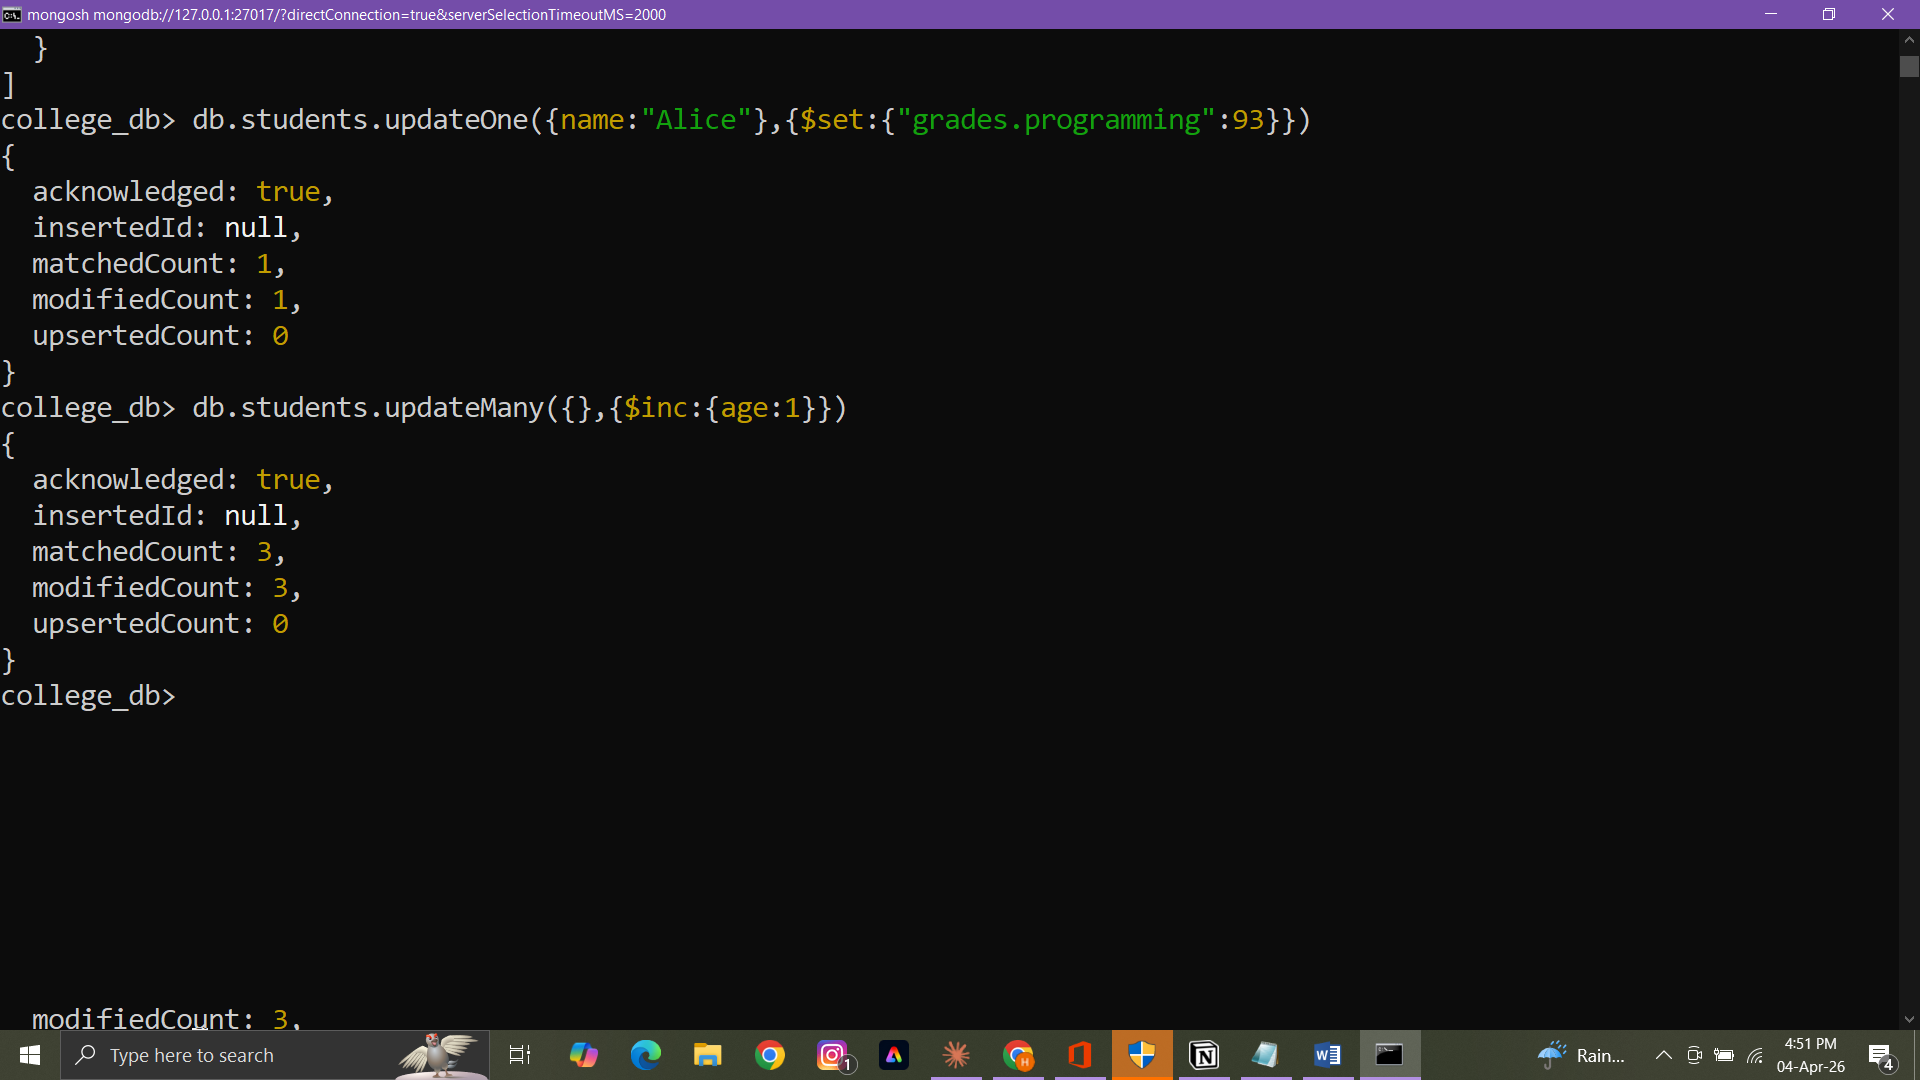 mongosh mongodb://127.0.0.1:27017/?directConnection=true&serverSelectionTimeoutMS=2000
  }
]
college_db> db.students.updateOne({name:"Alice"},{$set:{"grades.programming":93}})
{
  acknowledged: true,
  insertedId: null,
  matchedCount: 1,
  modifiedCount: 1,
  upsertedCount: 0
}
college_db> db.students.updateMany({},{$inc:{age:1}})
{
  acknowledged: true,
  insertedId: null,
  matchedCount: 3,
  modifiedCount: 3,
  upsertedCount: 0
}
college_db>
  modifiedCount: 3,
Type here to search
1
H
Rain...
4:51 PM
04-Apr-26
4